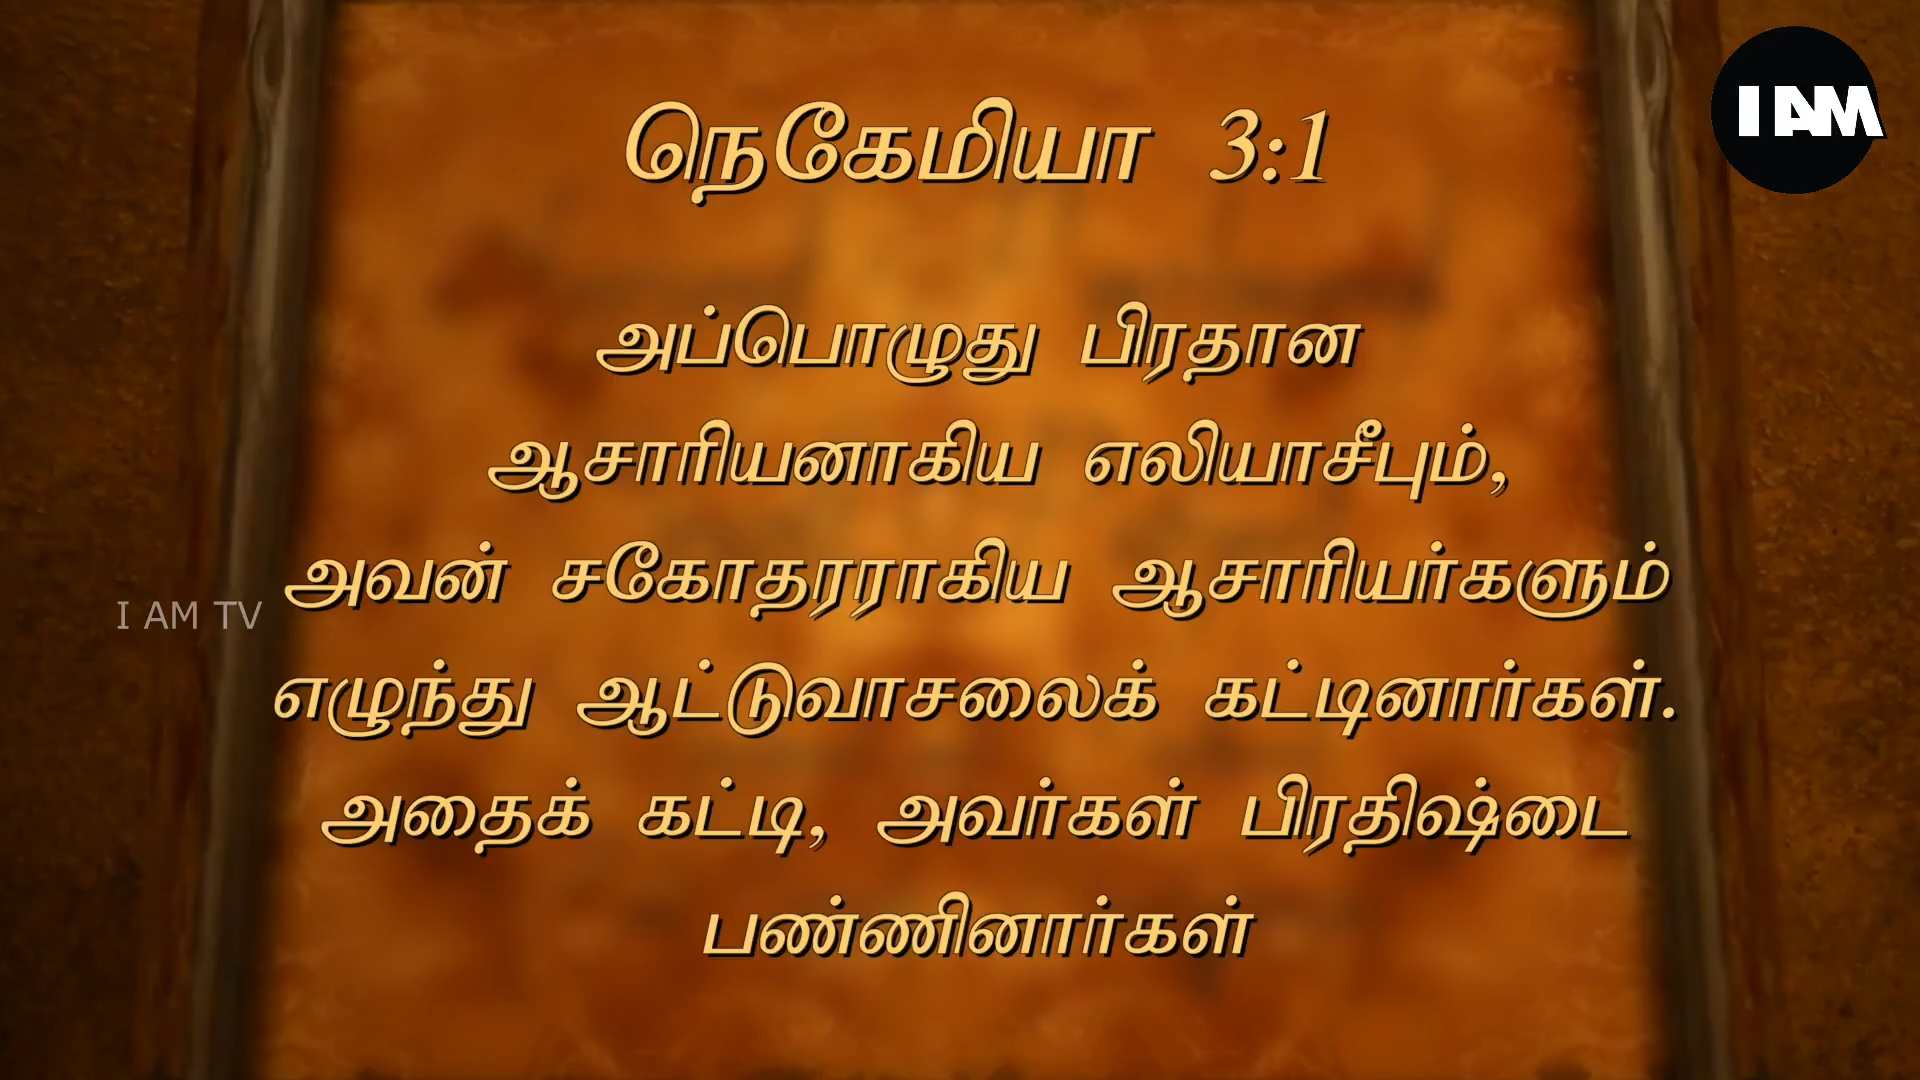 I AM
நெகேமியா 3:1
அப்பொழுது பிரதான
ஆசாரியனாகிய எலியாசீபும்,
அவன் சகோதரராகிய ஆசாரியர்களும்
I AM TV
எழுந்து ஆட்டுவாசலைக் கட்டினார்கள்.
அதைக் கட்டி, அவர்கள் பிரதிஷ்டை
பண்ணினார்கள்